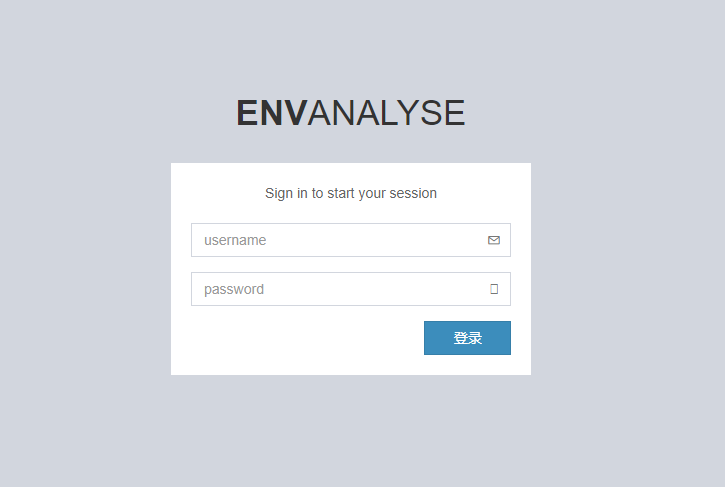 ENVANALYSE
Sign in to start your session
username
password
登录